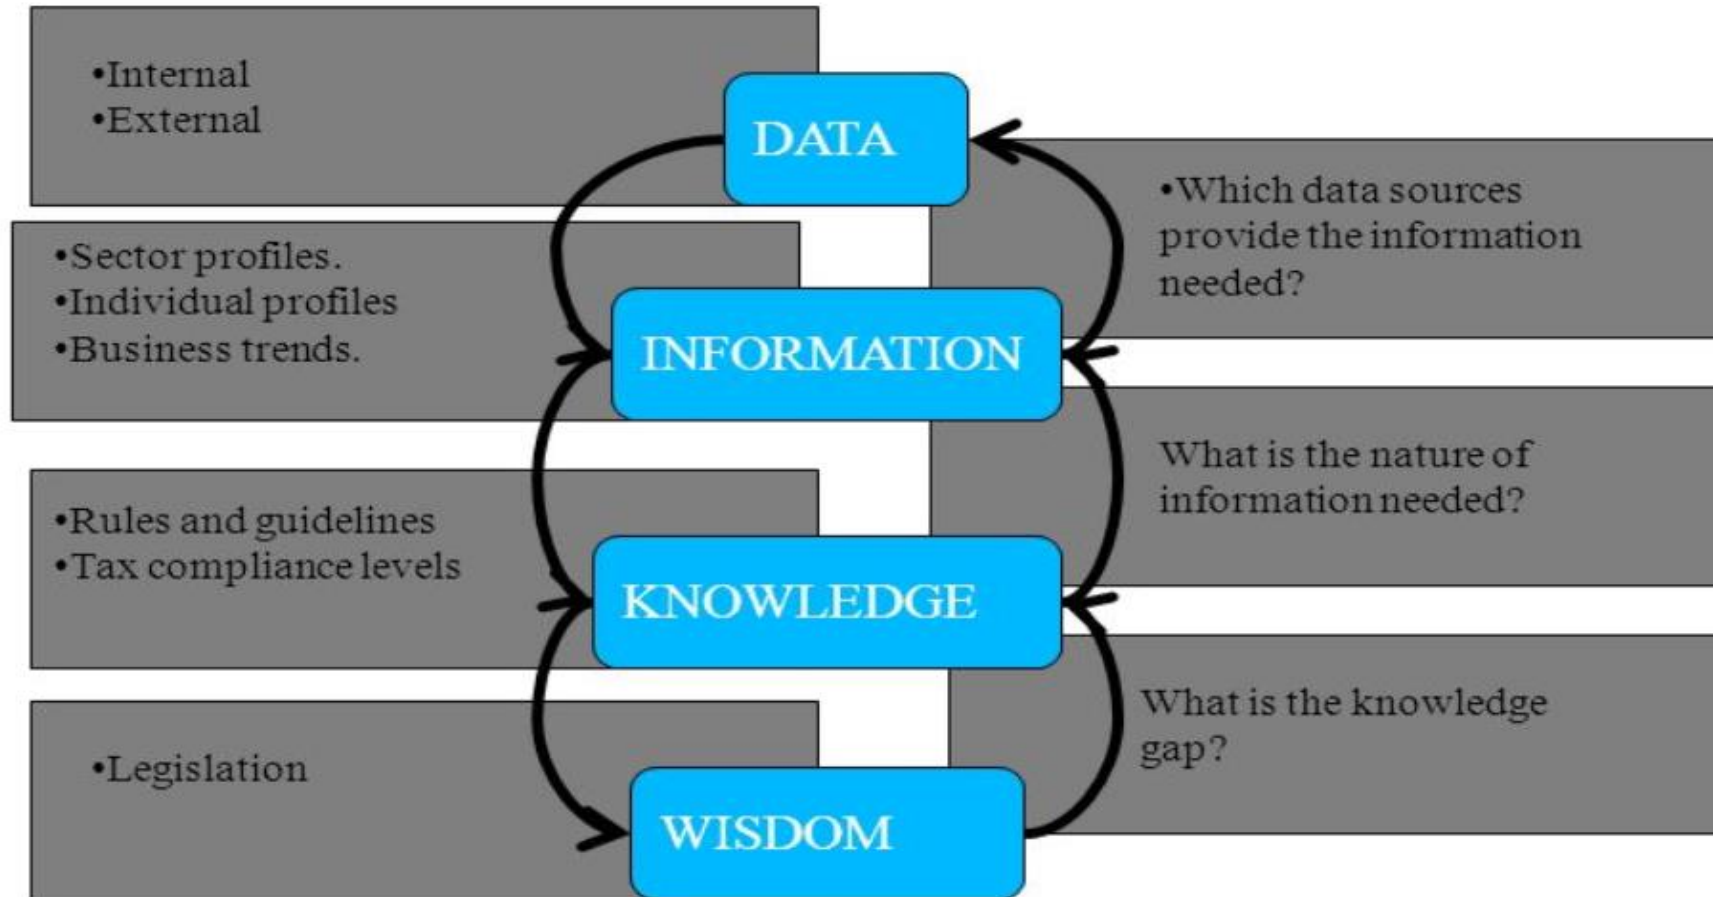 •Internal
•External
DATA
•Which data sources
provide the information
needed?
•Sector profiles.
•Individual profiles
•Business trends.
INFORMATION
What is the nature of
information needed?
•Rules and guidelines
•Tax compliance levels
KNOWLEDGE
What is the knowledge
gap?
•Legislation
WISDOM